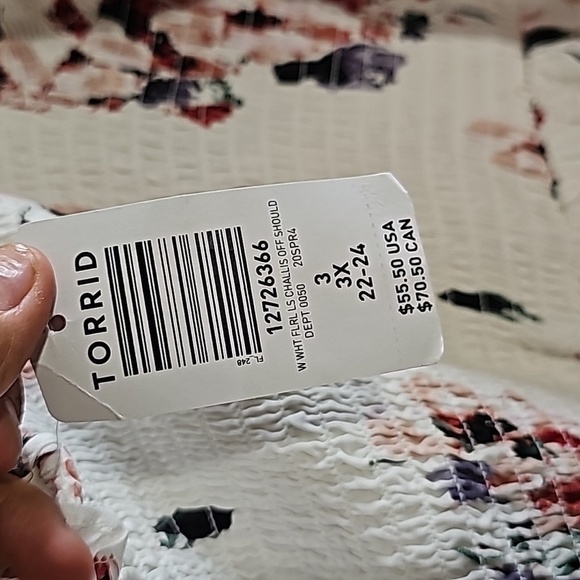 TORRID
FL_248
12726366
W WHT FLRL LS CHALLIS OFF SHOULD
DEPT 0050 20SPR4
3
3X
22-24
$55.50 USA
$70.50 CAN